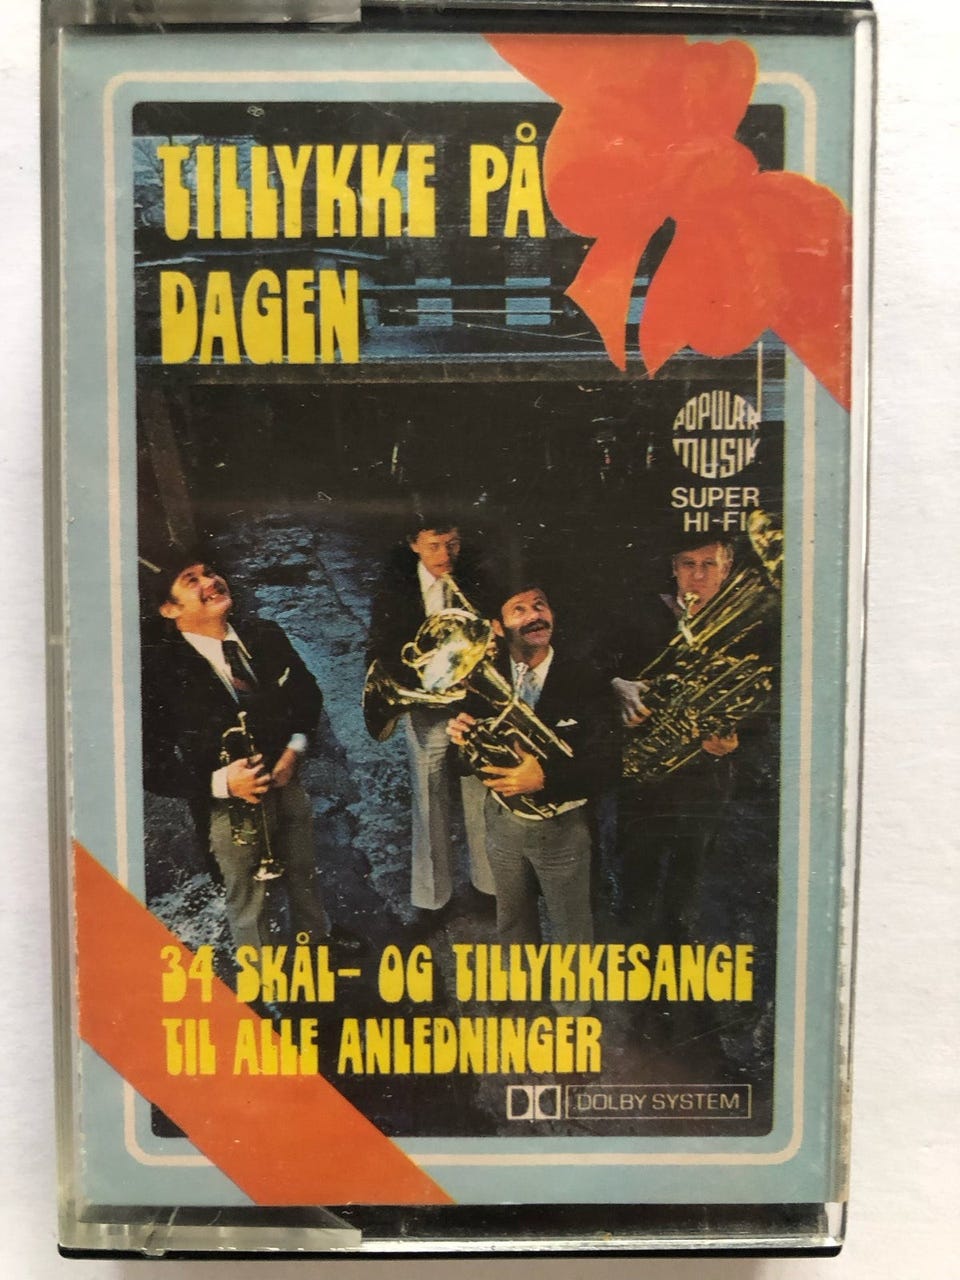 TILLYKKE PÅ
DAGEN
POPULÆR
MUSIK
SUPER
HI-FI
34 SKÅL- OG TILLYKKESANGE
TIL ALLE ANLEDNINGER
DOLBY SYSTEM